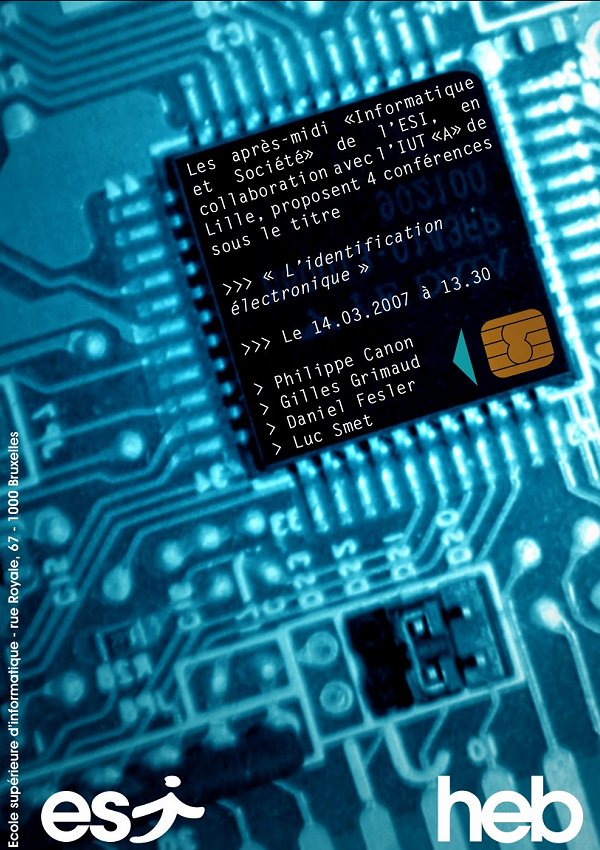 Les après-midi «Informatique
et Société» de l'ESI, en
collaboration avec l'IUT «A» de
Lille, proposent 4 conférences
sous le titre
>>> « L'identification
électronique »
>>> Le 14.03.2007 à 13.30
> Philippe Canon
> Gilles Grimaud
> Daniel Fesler
> Luc Smet
Ecole supérieure d'informatique - rue Royale, 67 - 1000 Bruxelles
esi
heb